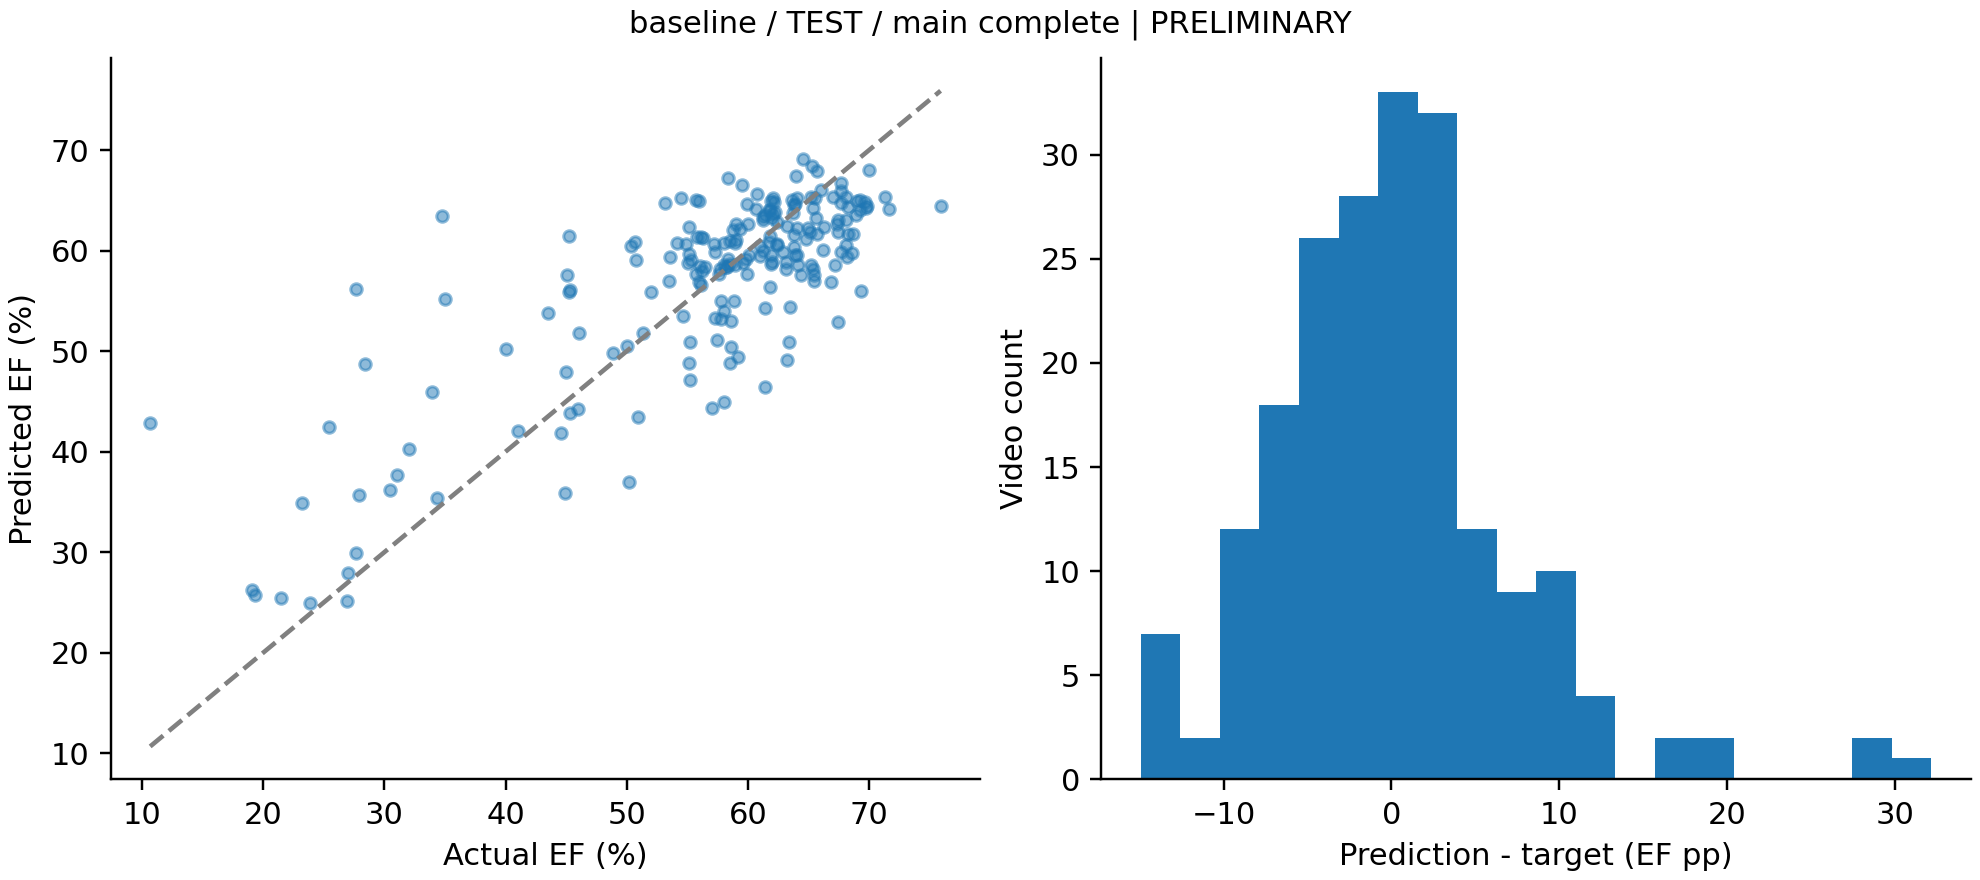 baseline / TEST / main complete | PRELIMINARY
Predicted EF (%)
70
60
50
40
30
20
10
10 20 30 40 50 60 70
Actual EF (%)
Video count
30
25
20
15
10
5
0
−10 0 10 20 30
Prediction - target (EF pp)